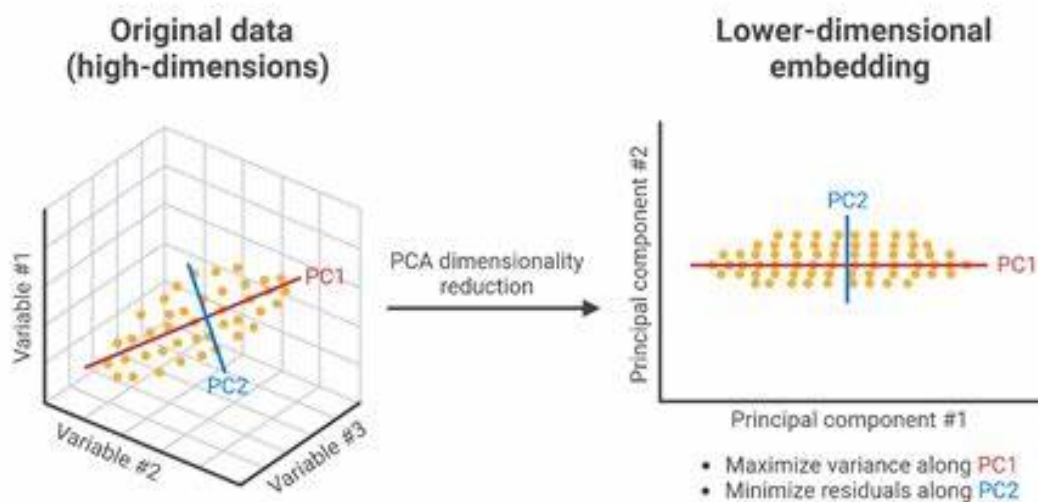 Original data
(high-dimensions)
Variable #1
Variable #2
Variable #3
PC1
PC2
PCA dimensionality
reduction
Lower-dimensional
embedding
Principal component #2
PC2
PC1
Principal component #1
• Maximize variance along PC1
• Minimize residuals along PC2